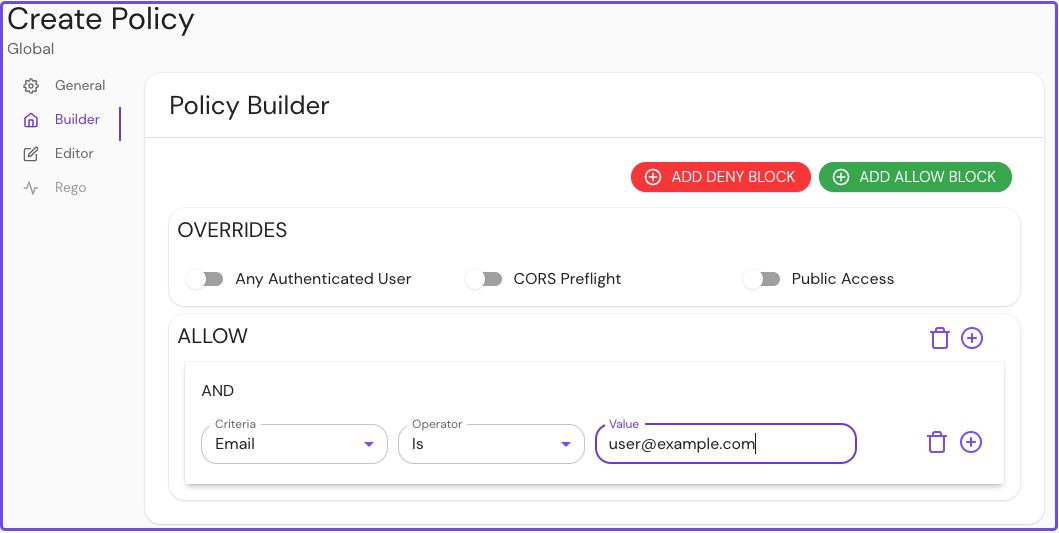 Create Policy
Global
General
Builder
Editor
Rego
Policy Builder
ADD DENY BLOCK
ADD ALLOW BLOCK
OVERRIDES
Any Authenticated User
CORS Preflight
Public Access
ALLOW
AND
Criteria
Email
Operator
Is
Value
user@example.com